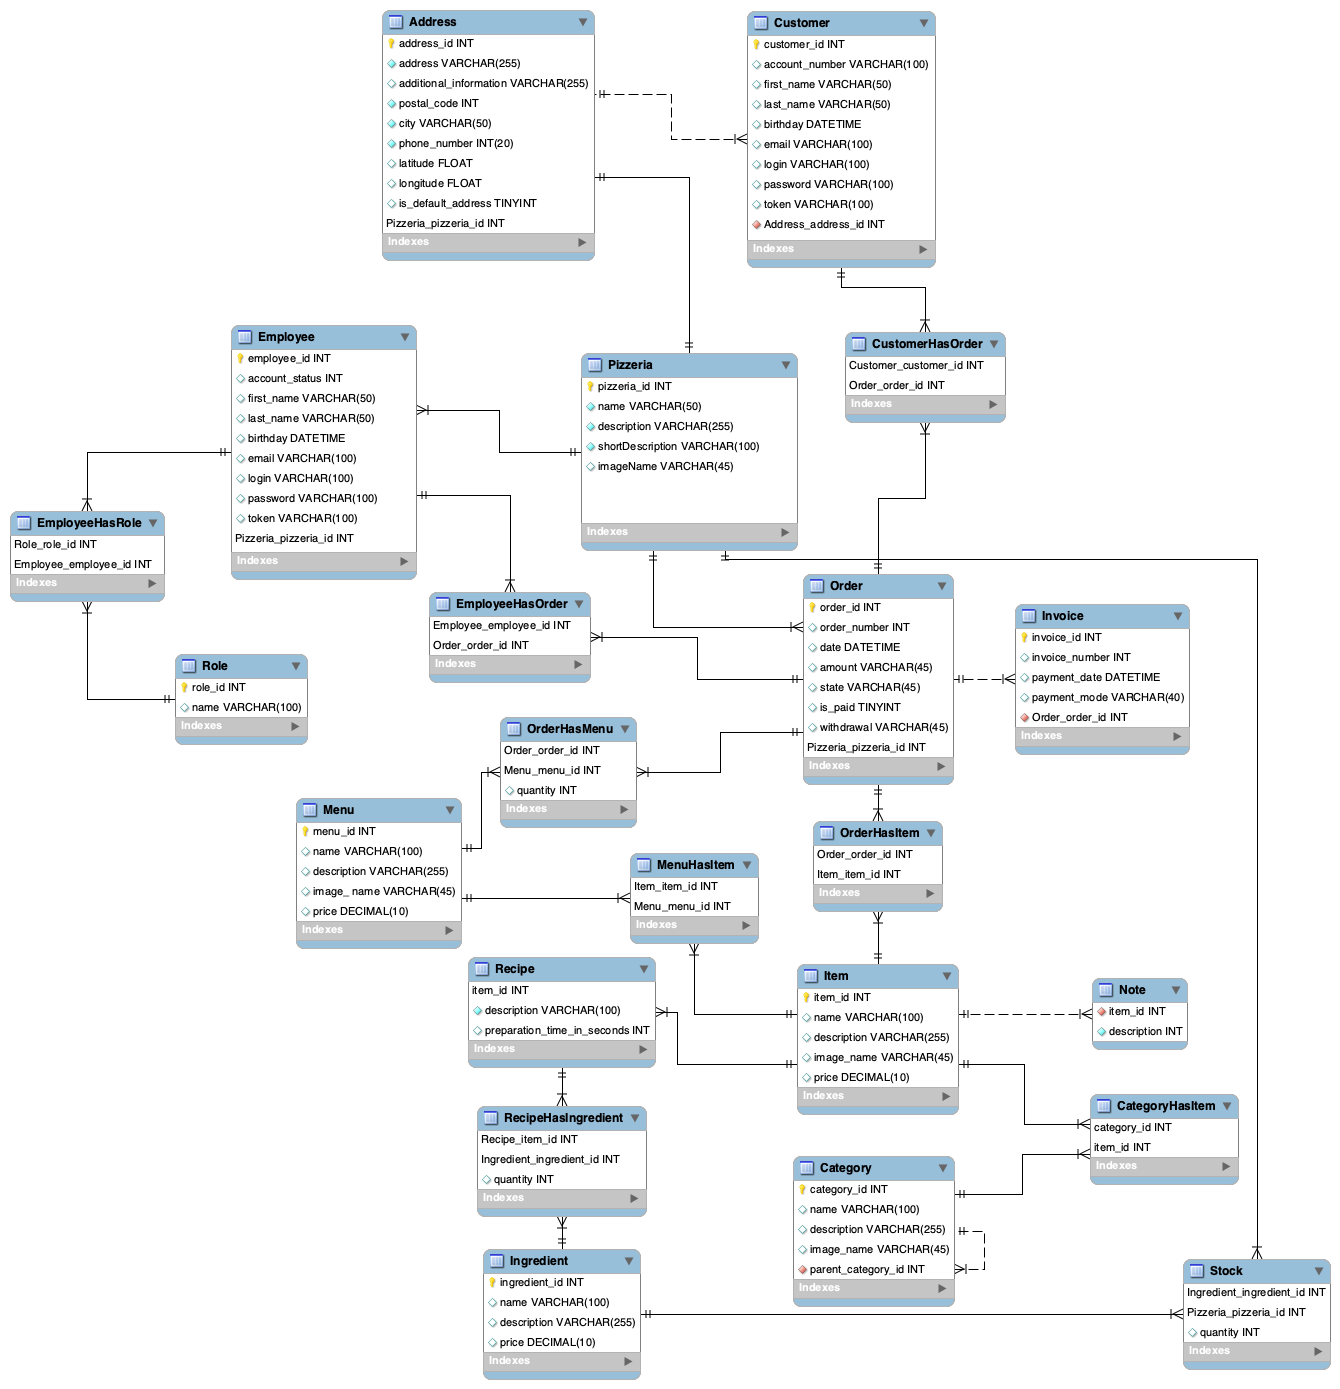 Address
address_id INT
address VARCHAR(255)
additional_information VARCHAR(255)
postal_code INT
city VARCHAR(50)
phone_number INT(20)
latitude FLOAT
longitude FLOAT
is_default_address TINYINT
Pizzeria_pizzeria_id INT
Indexes
Customer
customer_id INT
account_number VARCHAR(100)
first_name VARCHAR(50)
last_name VARCHAR(50)
birthday DATETIME
email VARCHAR(100)
login VARCHAR(100)
password VARCHAR(100)
token VARCHAR(100)
Address_address_id INT
Indexes
Employee
employee_id INT
account_status INT
first_name VARCHAR(50)
last_name VARCHAR(50)
birthday DATETIME
email VARCHAR(100)
login VARCHAR(100)
password VARCHAR(100)
token VARCHAR(100)
Pizzeria_pizzeria_id INT
Indexes
Pizzeria
pizzeria_id INT
name VARCHAR(50)
description VARCHAR(255)
shortDescription VARCHAR(100)
imageName VARCHAR(45)
Indexes
CustomerHasOrder
Customer_customer_id INT
Order_order_id INT
Indexes
EmployeeHasRole
Role_role_id INT
Employee_employee_id INT
Indexes
EmployeeHasOrder
Employee_employee_id INT
Order_order_id INT
Indexes
Order
order_id INT
order_number INT
date DATETIME
amount VARCHAR(45)
state VARCHAR(45)
is_paid TINYINT
withdrawal VARCHAR(45)
Pizzeria_pizzeria_id INT
Indexes
Invoice
invoice_id INT
invoice_number INT
payment_date DATETIME
payment_mode VARCHAR(40)
Order_order_id INT
Indexes
Role
role_id INT
name VARCHAR(100)
Indexes
OrderHasMenu
Order_order_id INT
Menu_menu_id INT
quantity INT
Indexes
Menu
menu_id INT
name VARCHAR(100)
description VARCHAR(255)
image_ name VARCHAR(45)
price DECIMAL(10)
Indexes
OrderHasItem
Order_order_id INT
Item_item_id INT
Indexes
MenuHasItem
Item_item_id INT
Menu_menu_id INT
Indexes
Recipe
item_id INT
description VARCHAR(100)
preparation_time_in_seconds INT
Indexes
Item
item_id INT
name VARCHAR(100)
description VARCHAR(255)
image_name VARCHAR(45)
price DECIMAL(10)
Indexes
Note
item_id INT
description INT
RecipeHasIngredient
Recipe_item_id INT
Ingredient_ingredient_id INT
quantity INT
Indexes
CategoryHasItem
category_id INT
item_id INT
Indexes
Category
category_id INT
name VARCHAR(100)
description VARCHAR(255)
image_name VARCHAR(45)
parent_category_id INT
Indexes
Ingredient
ingredient_id INT
name VARCHAR(100)
description VARCHAR(255)
price DECIMAL(10)
Indexes
Stock
Ingredient_ingredient_id INT
Pizzeria_pizzeria_id INT
quantity INT
Indexes